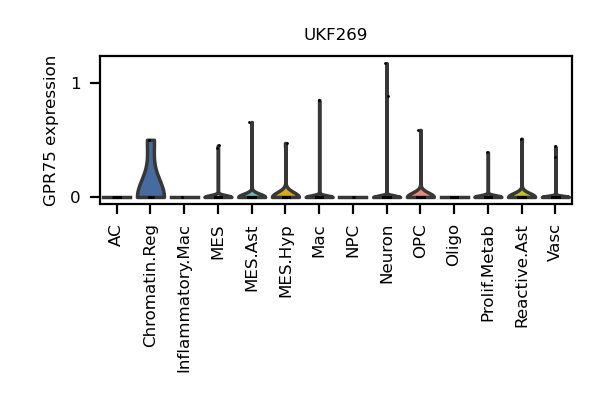 UKF269
GPR75 expression
1
0
AC
Chromatin.Reg
Inflammatory.Mac
MES
MES.Ast
MES.Hyp
Mac
NPC
Neuron
OPC
Oligo
Prolif.Metab
Reactive.Ast
Vasc